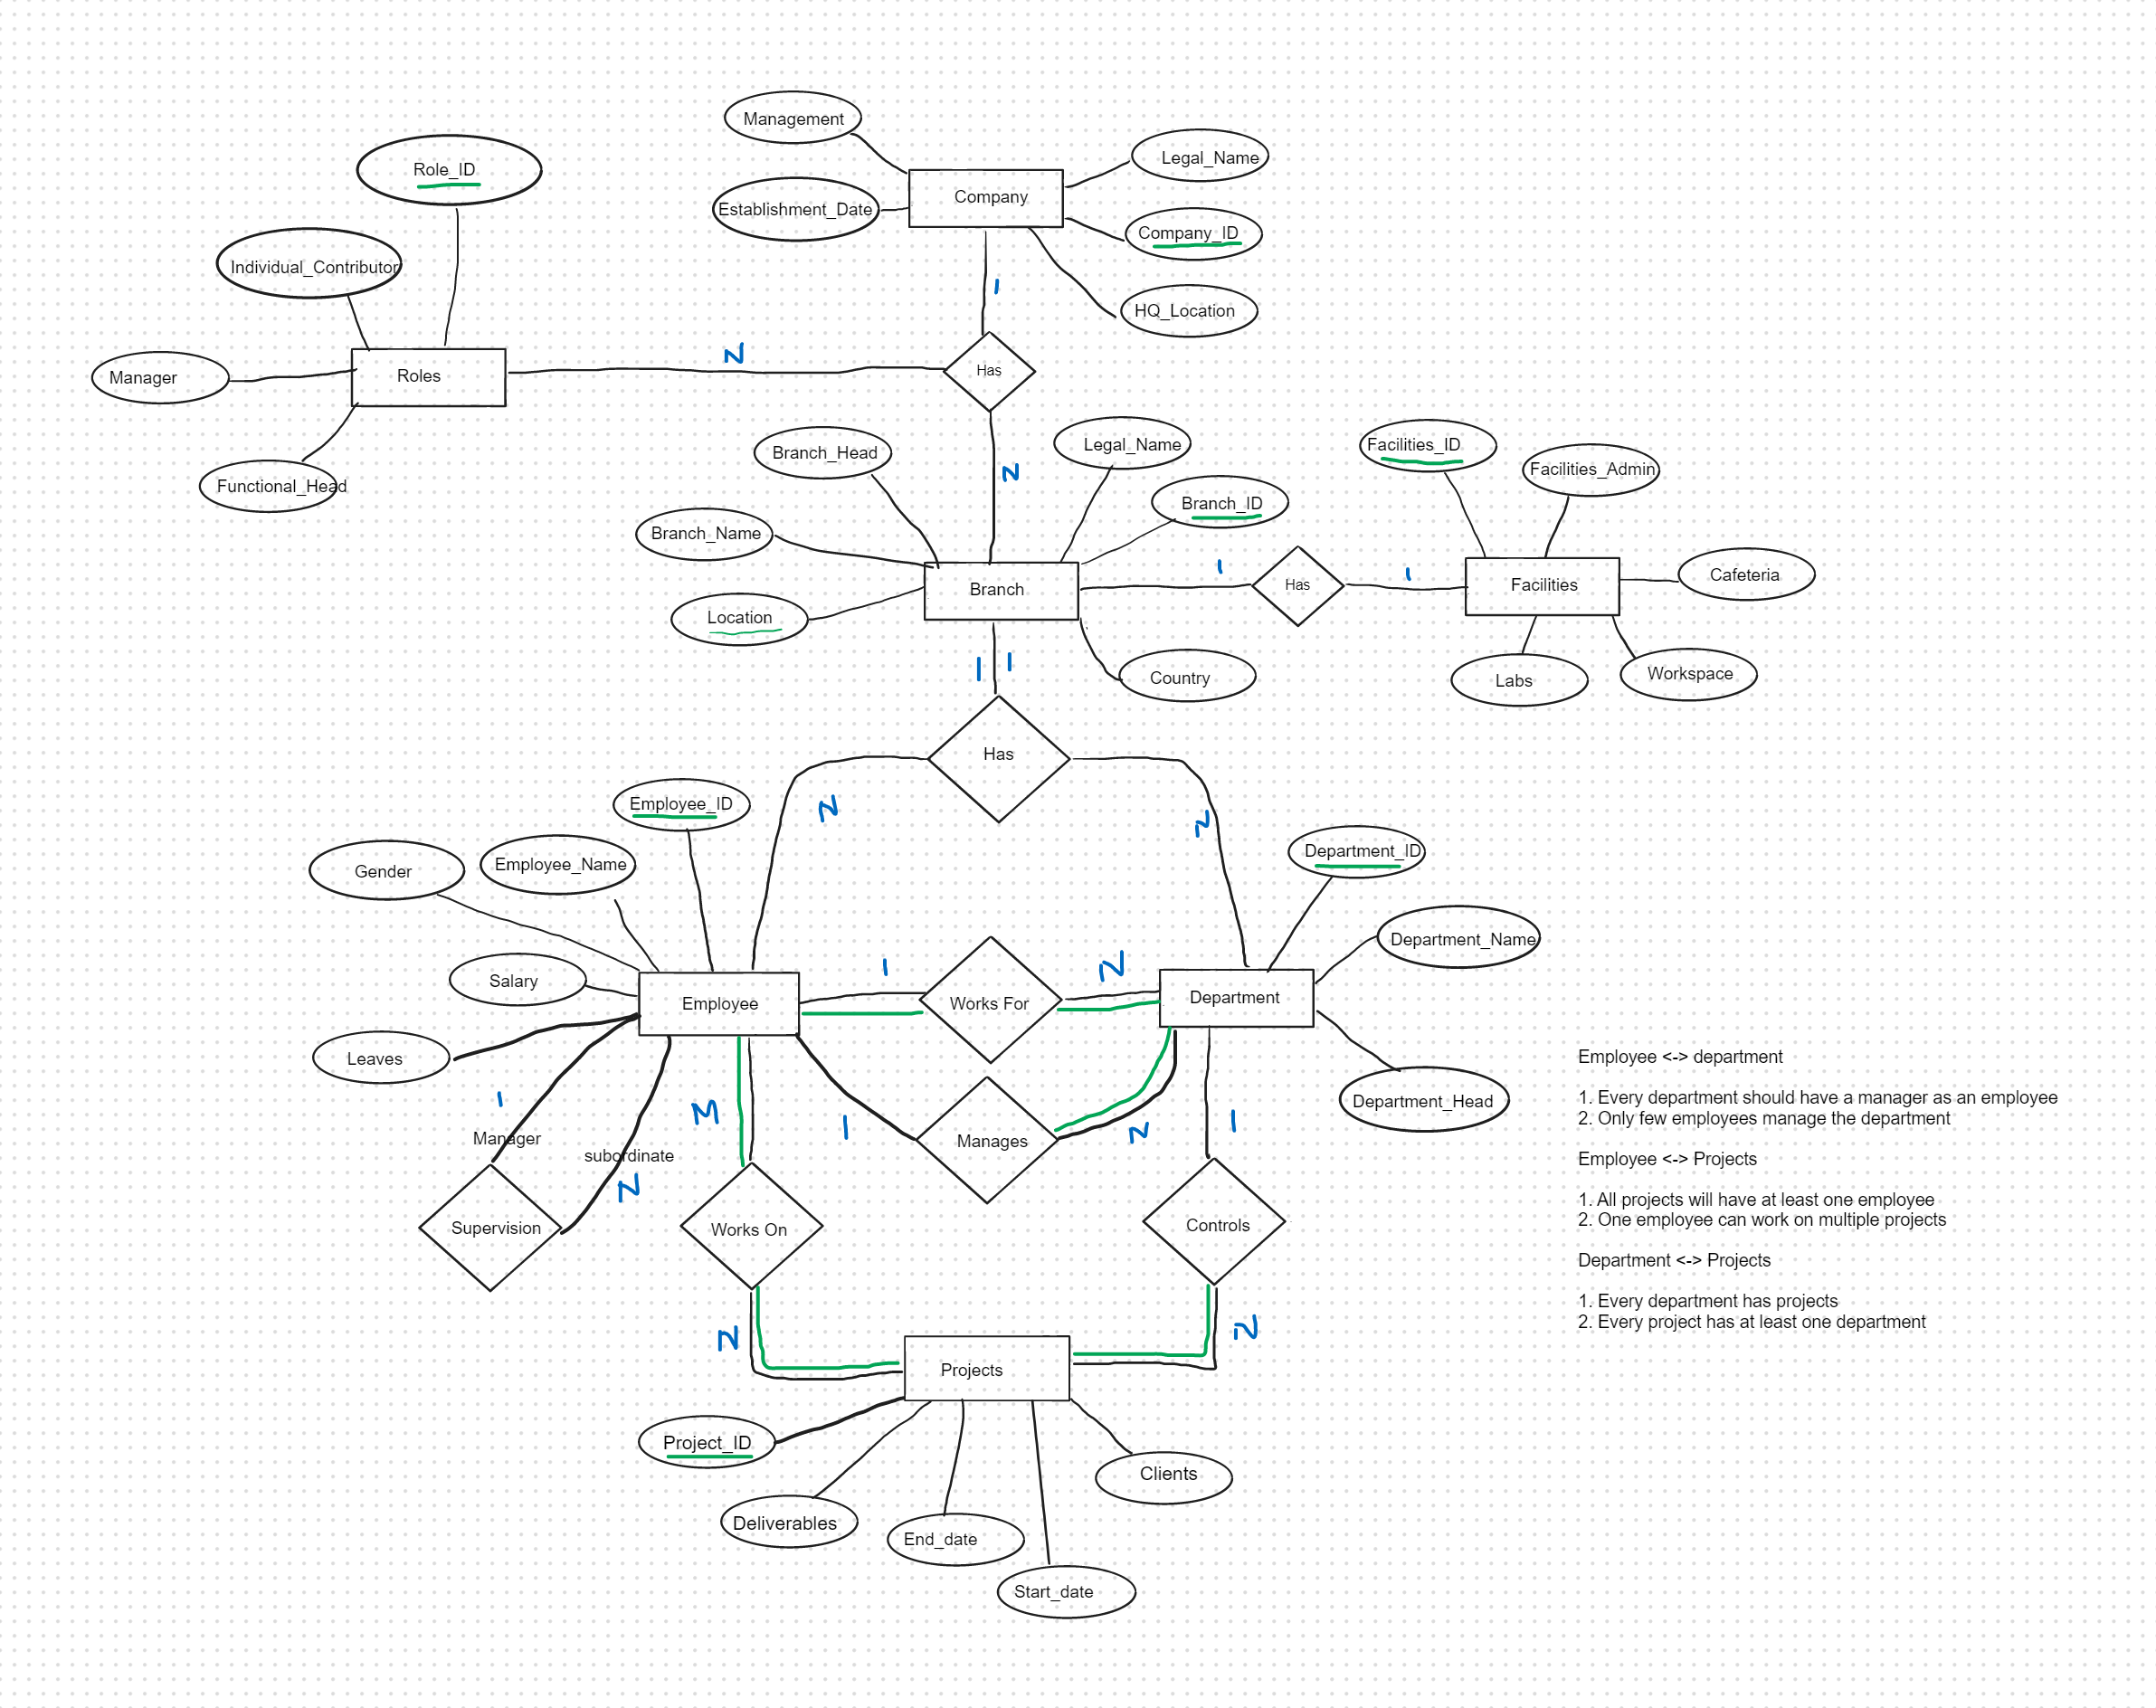 Management
Legal_Name
Role_ID
Company
Establishment_Date
Company_ID
Individual_Contributor
1
HQ_Location
N
Manager
Roles
Has
Branch_Head
Legal_Name
Facilities_ID
Facilities_Admin
N
Functional_Head
Branch_ID
Branch_Name
1
1
Cafeteria
Branch
Has
Facilities
Location
1
1
Country
Labs
Workspace
Has
Employee_ID
N
N
Department_ID
Gender
Employee_Name
Department_Name
1
N
Salary
Employee
Works For
Department
Leaves
Employee <-> department
1. Every department should have a manager as an employee
2. Only few employees manage the department
Department_Head
1
M
1
N
1
Manager
Manages
subordinate
Employee <-> Projects
1. All projects will have at least one employee
2. One employee can work on multiple projects
N
Supervision
Works On
Controls
Department <-> Projects
1. Every department has projects
2. Every project has at least one department
N
N
Projects
Project_ID
Clients
Deliverables
End_date
Start_date